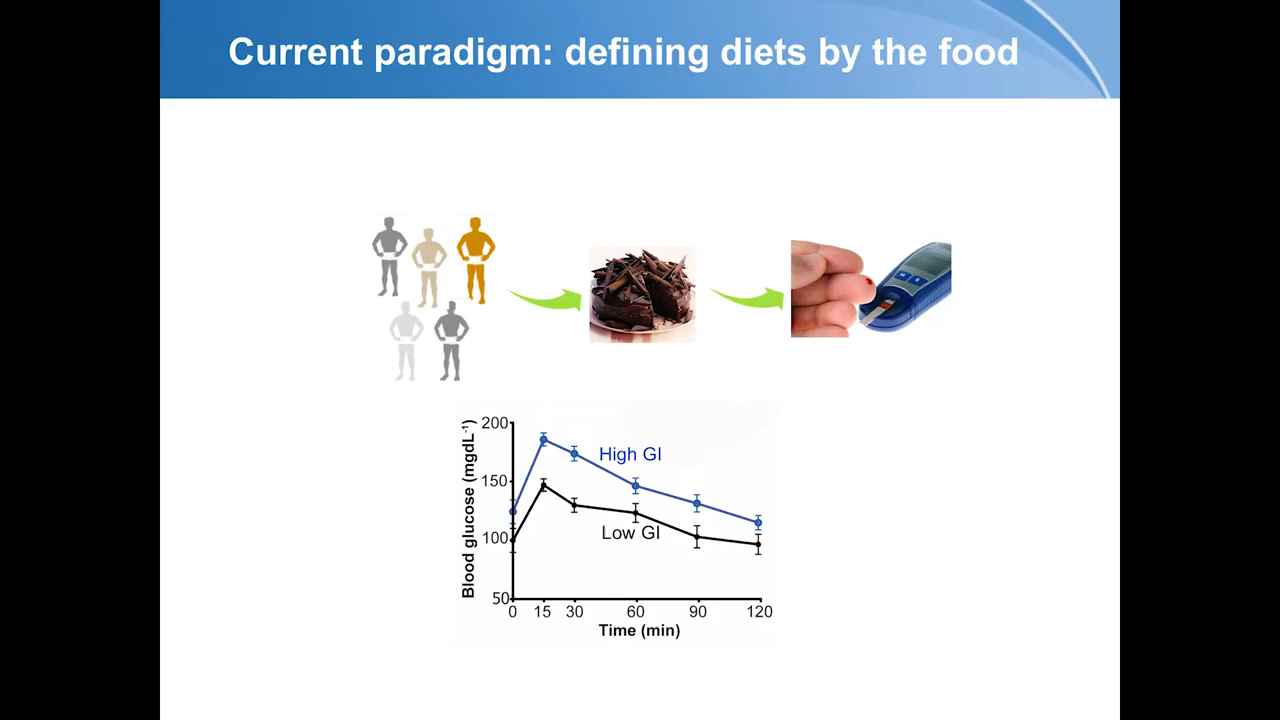 Current paradigm: defining diets by the food
200
150
100
50
Blood glucose (mgdL⁻¹)
High GI
Low GI
0 15 30 60 90 120
Time (min)